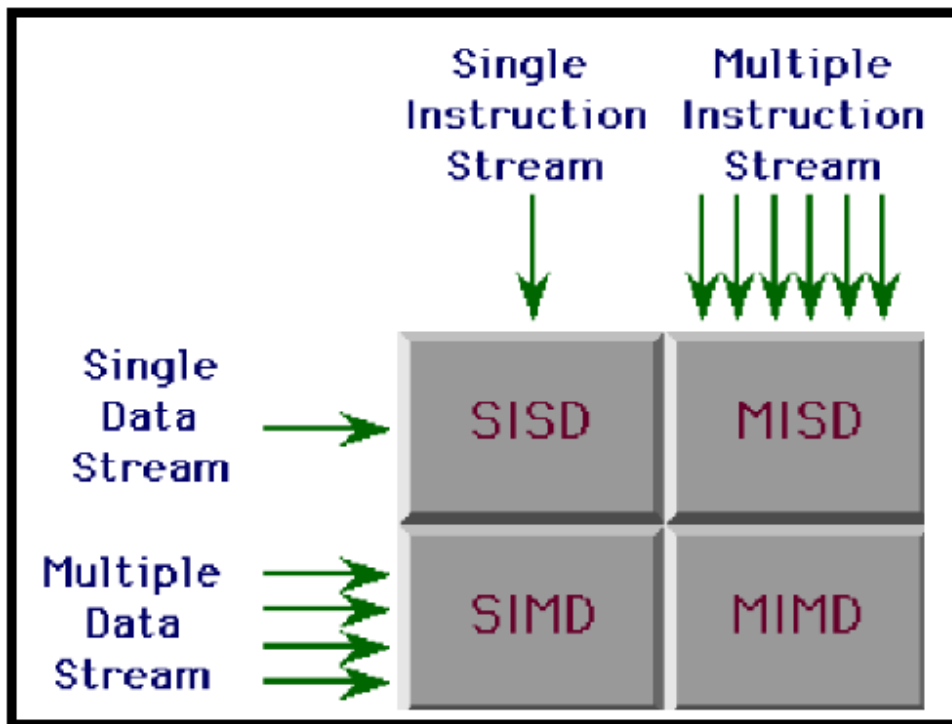 Single
Instruction
Stream
Multiple
Instruction
Stream
Single
Data
Stream
SISD
MISD
Multiple
Data
Stream
SIMD
MIMD